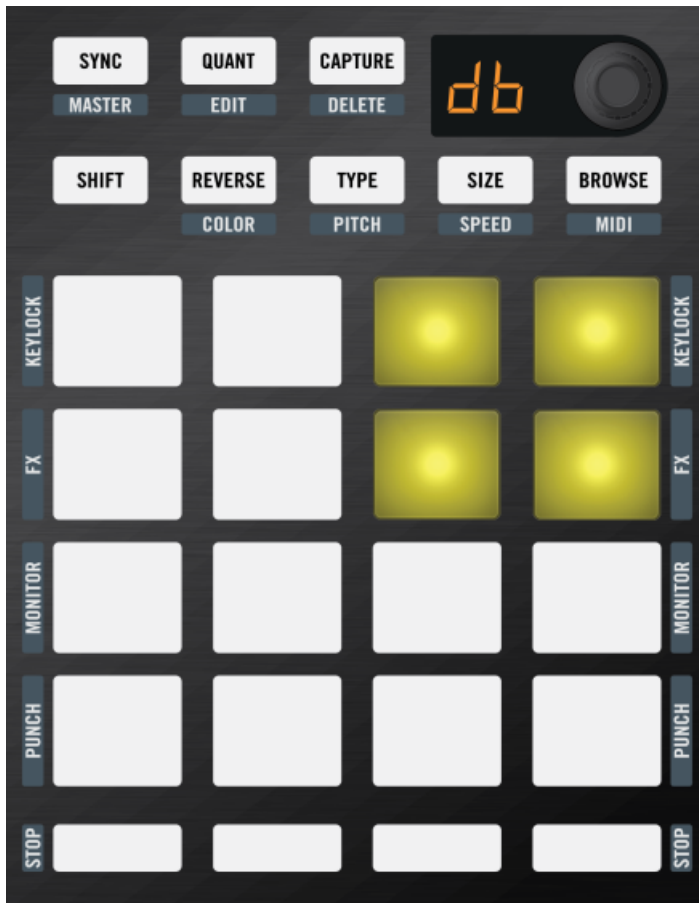 SYNC QUANT CAPTURE
MASTER EDIT DELETE
db
SHIFT REVERSE TYPE SIZE BROWSE
COLOR PITCH SPEED MIDI
KEYLOCK KEYLOCK
FX FX
MONITOR MONITOR
PUNCH PUNCH
STOP STOP